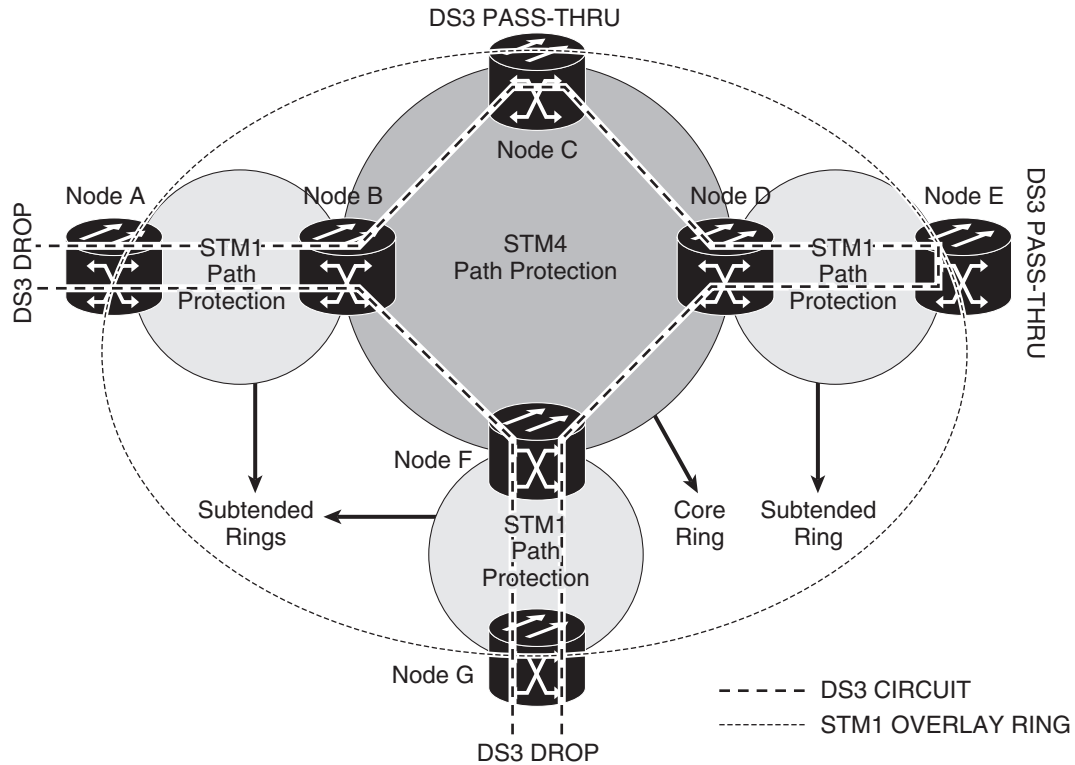 DS3 PASS-THRU
Node C
Node A
Node B
Node D
Node E
DS3 DROP
STM1
Path
Protection
STM4
Path Protection
STM1
Path
Protection
DS3 PASS-THRU
Node F
Subtended
Rings
Core
Ring
Subtended
Ring
STM1
Path
Protection
Node G
DS3 DROP
DS3 CIRCUIT
STM1 OVERLAY RING